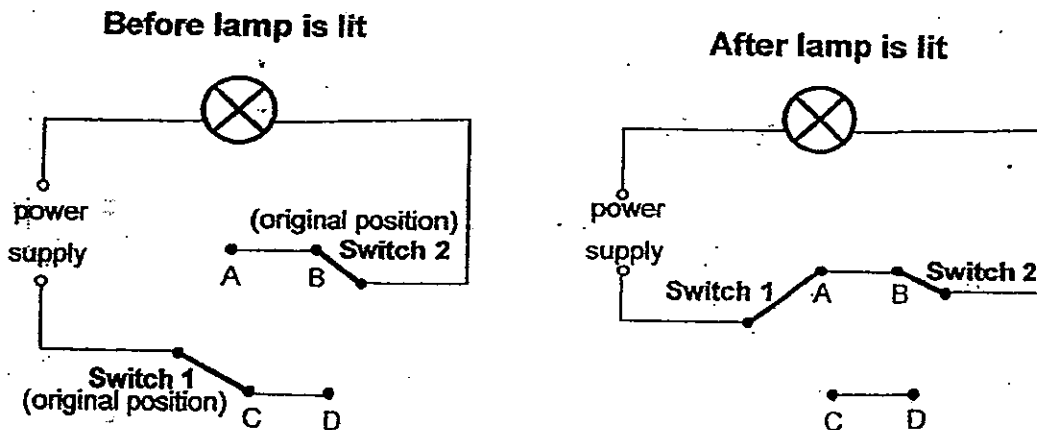 Before lamp is lit
power
supply
(original position)
Switch 2
A
B
Switch 1
(original position)
C
D
After lamp is lit
power
supply
Switch 1
A
B
Switch 2
C
D